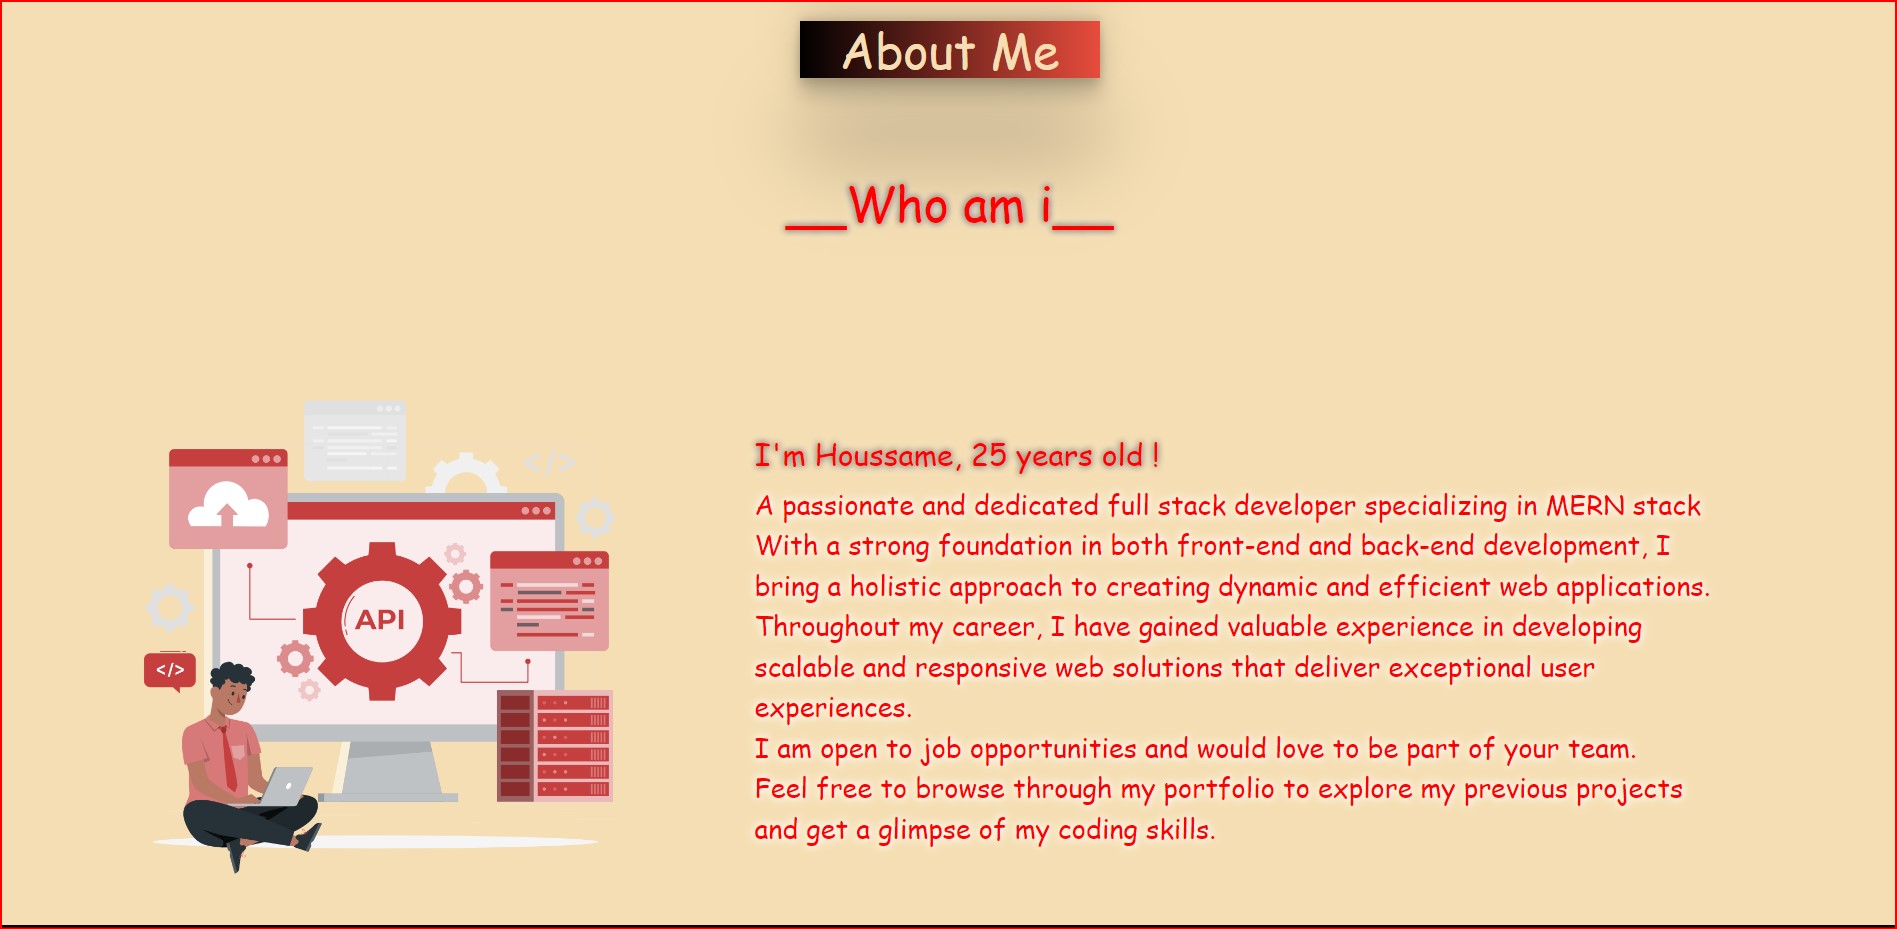 About Me
__Who am i__
I'm Houssame, 25 years old !
A passionate and dedicated full stack developer specializing in MERN stack
With a strong foundation in both front-end and back-end development, I
bring a holistic approach to creating dynamic and efficient web applications.
Throughout my career, I have gained valuable experience in developing
scalable and responsive web solutions that deliver exceptional user
experiences.
I am open to job opportunities and would love to be part of your team.
Feel free to browse through my portfolio to explore my previous projects
and get a glimpse of my coding skills.
</>
API
</>